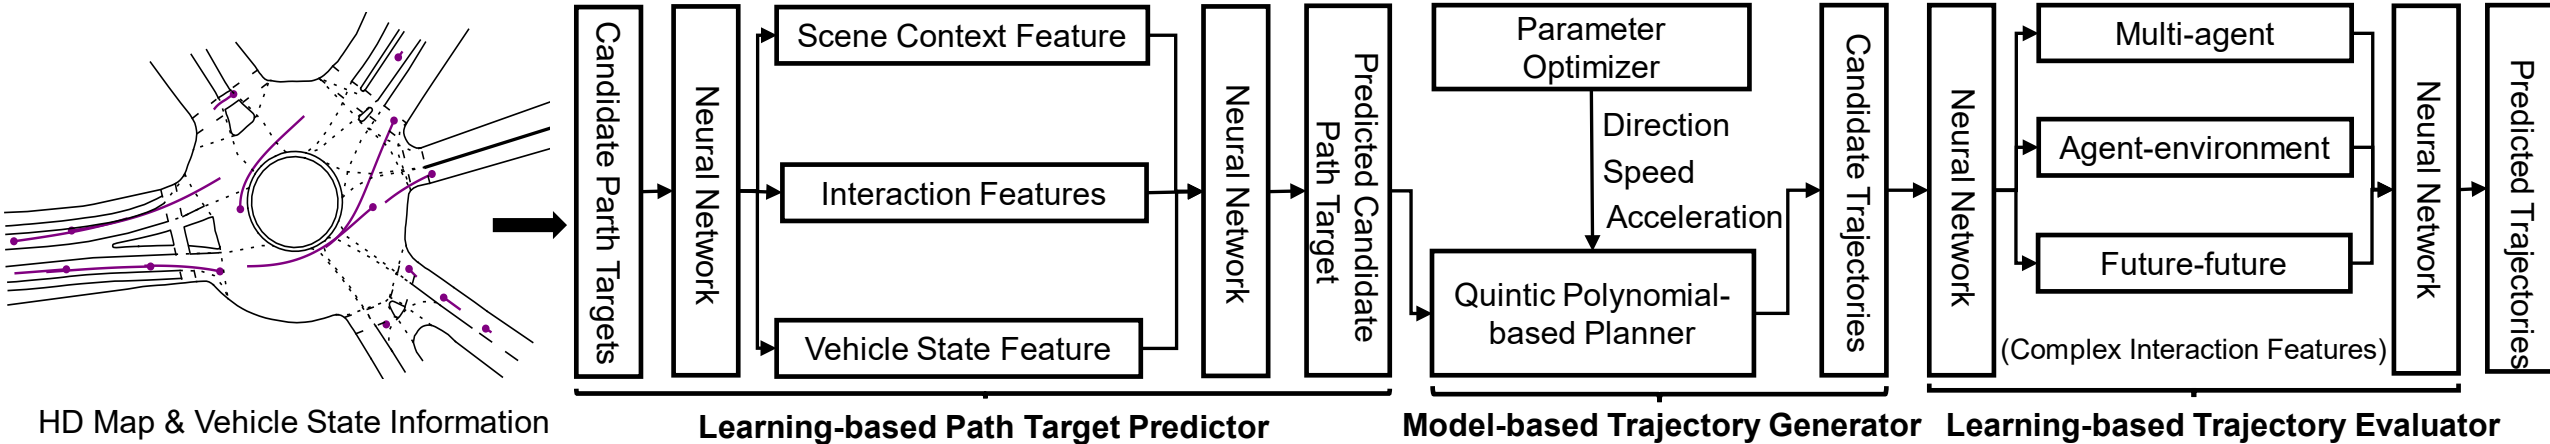 HD Map & Vehicle State Information
Candidate Parth Targets
Neural Network
Scene Context Feature
Interaction Features
Vehicle State Feature
Neural Network
Predicted Candidate
Path Target
Learning-based Path Target Predictor
Parameter
Optimizer
Direction
Speed
Acceleration
Quintic Polynomial-
based Planner
Candidate Trajectories
Model-based Trajectory Generator
Neural Network
Multi-agent
Agent-environment
Future-future
(Complex Interaction Features)
Neural Network
Learning-based Trajectory Evaluator
Predicted Trajectories